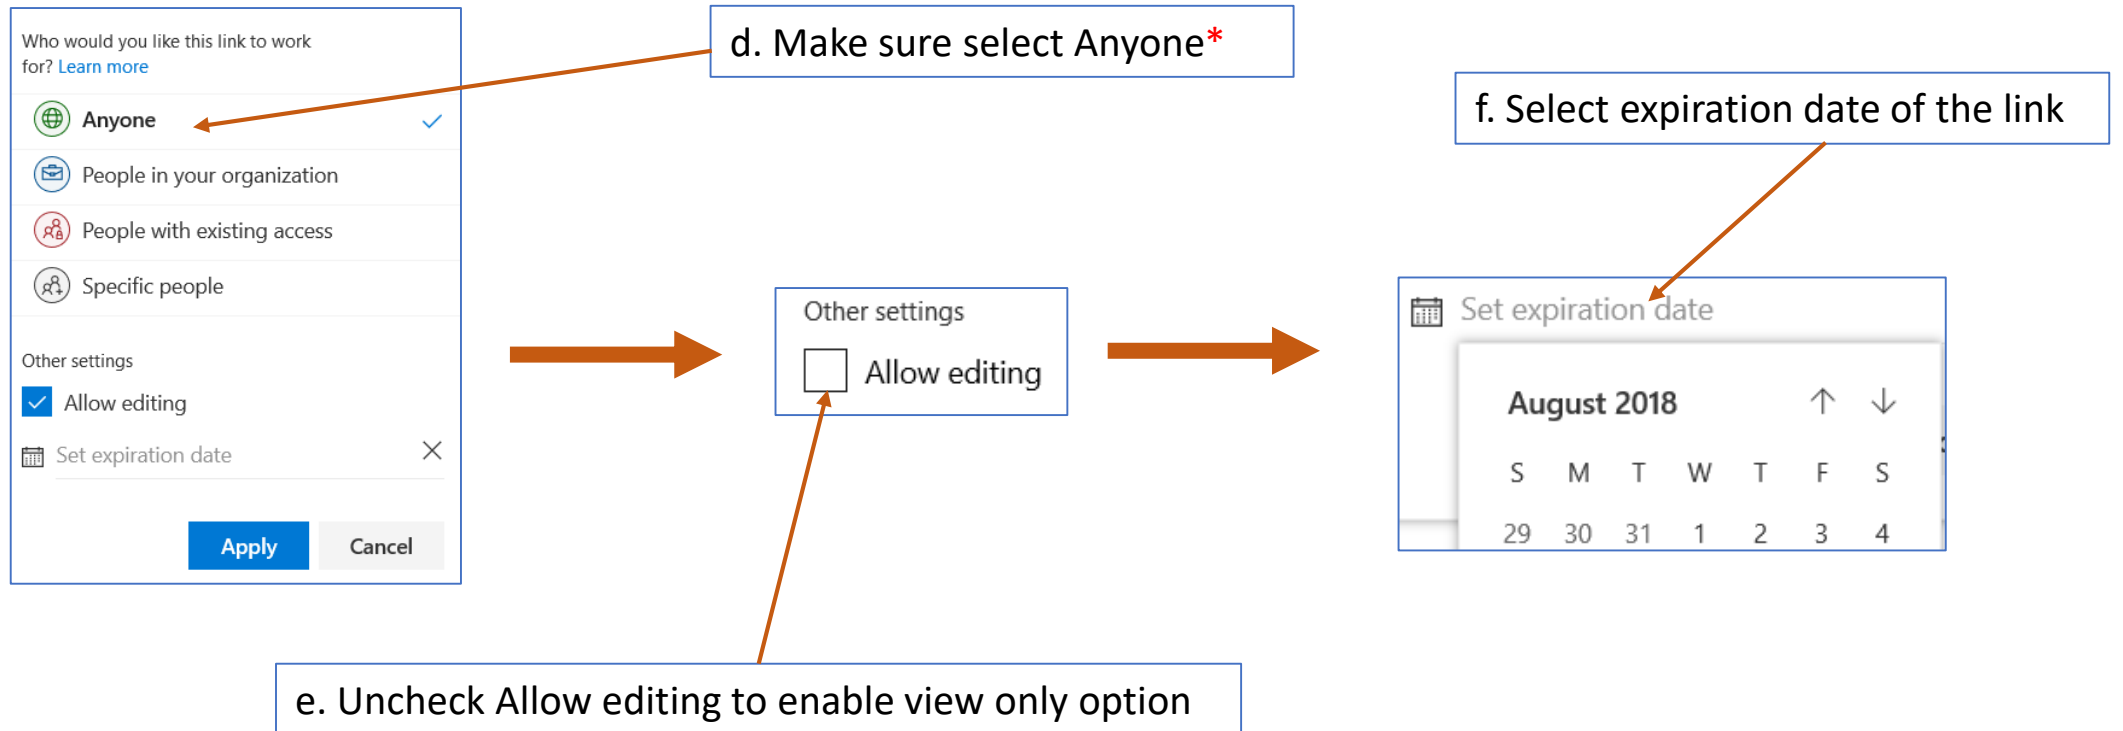 Who would you like this link to work
for? Learn more
Anyone
People in your organization
People with existing access
Specific people
Other settings
Allow editing
Set expiration date
Apply Cancel
d. Make sure select Anyone*
Other settings
Allow editing
e. Uncheck Allow editing to enable view only option
f. Select expiration date of the link
Set expiration date
August 2018
S M T W T F S
29 30 31 1 2 3 4